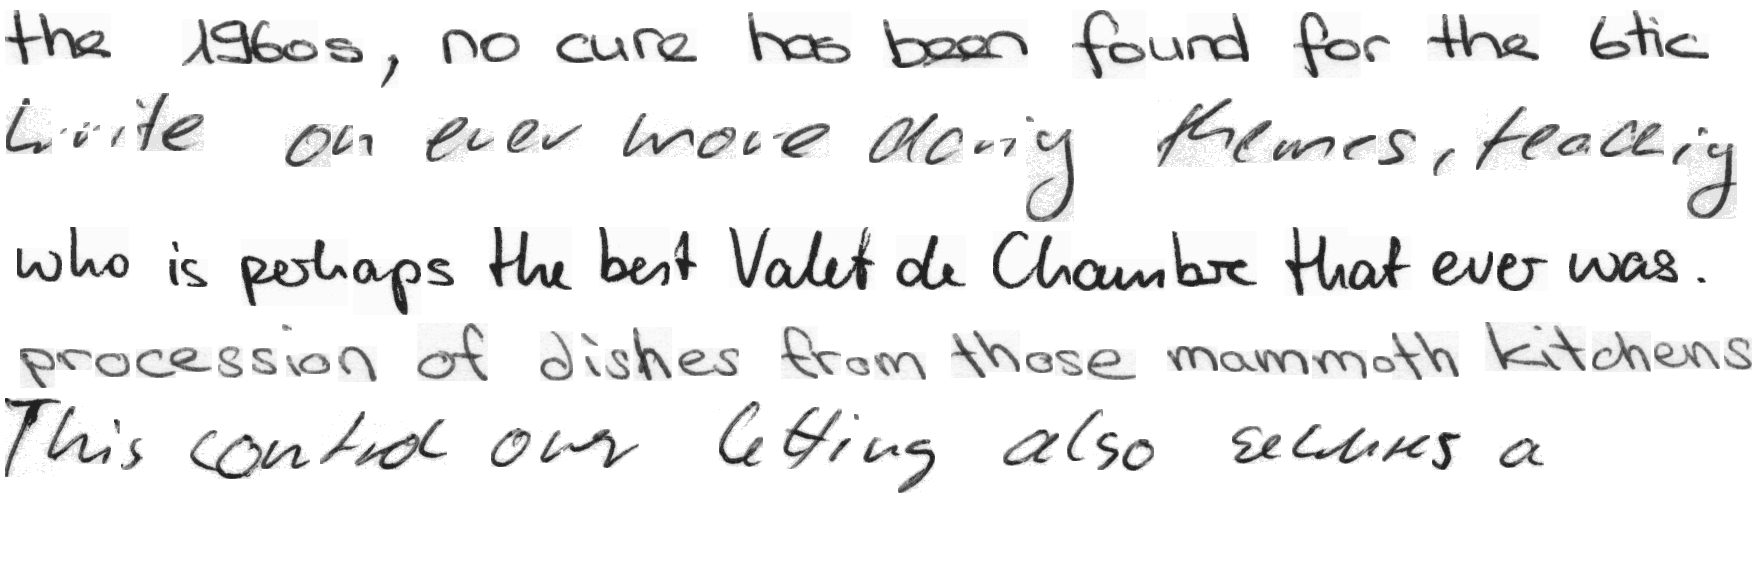 the 1960s, no cure has been found for the 6tic
write on ever more daring themes, teaching
who is perhaps the best Valet de Chambre that ever was.
procession of dishes from those mammoth kitchens
This control over letting also secures a